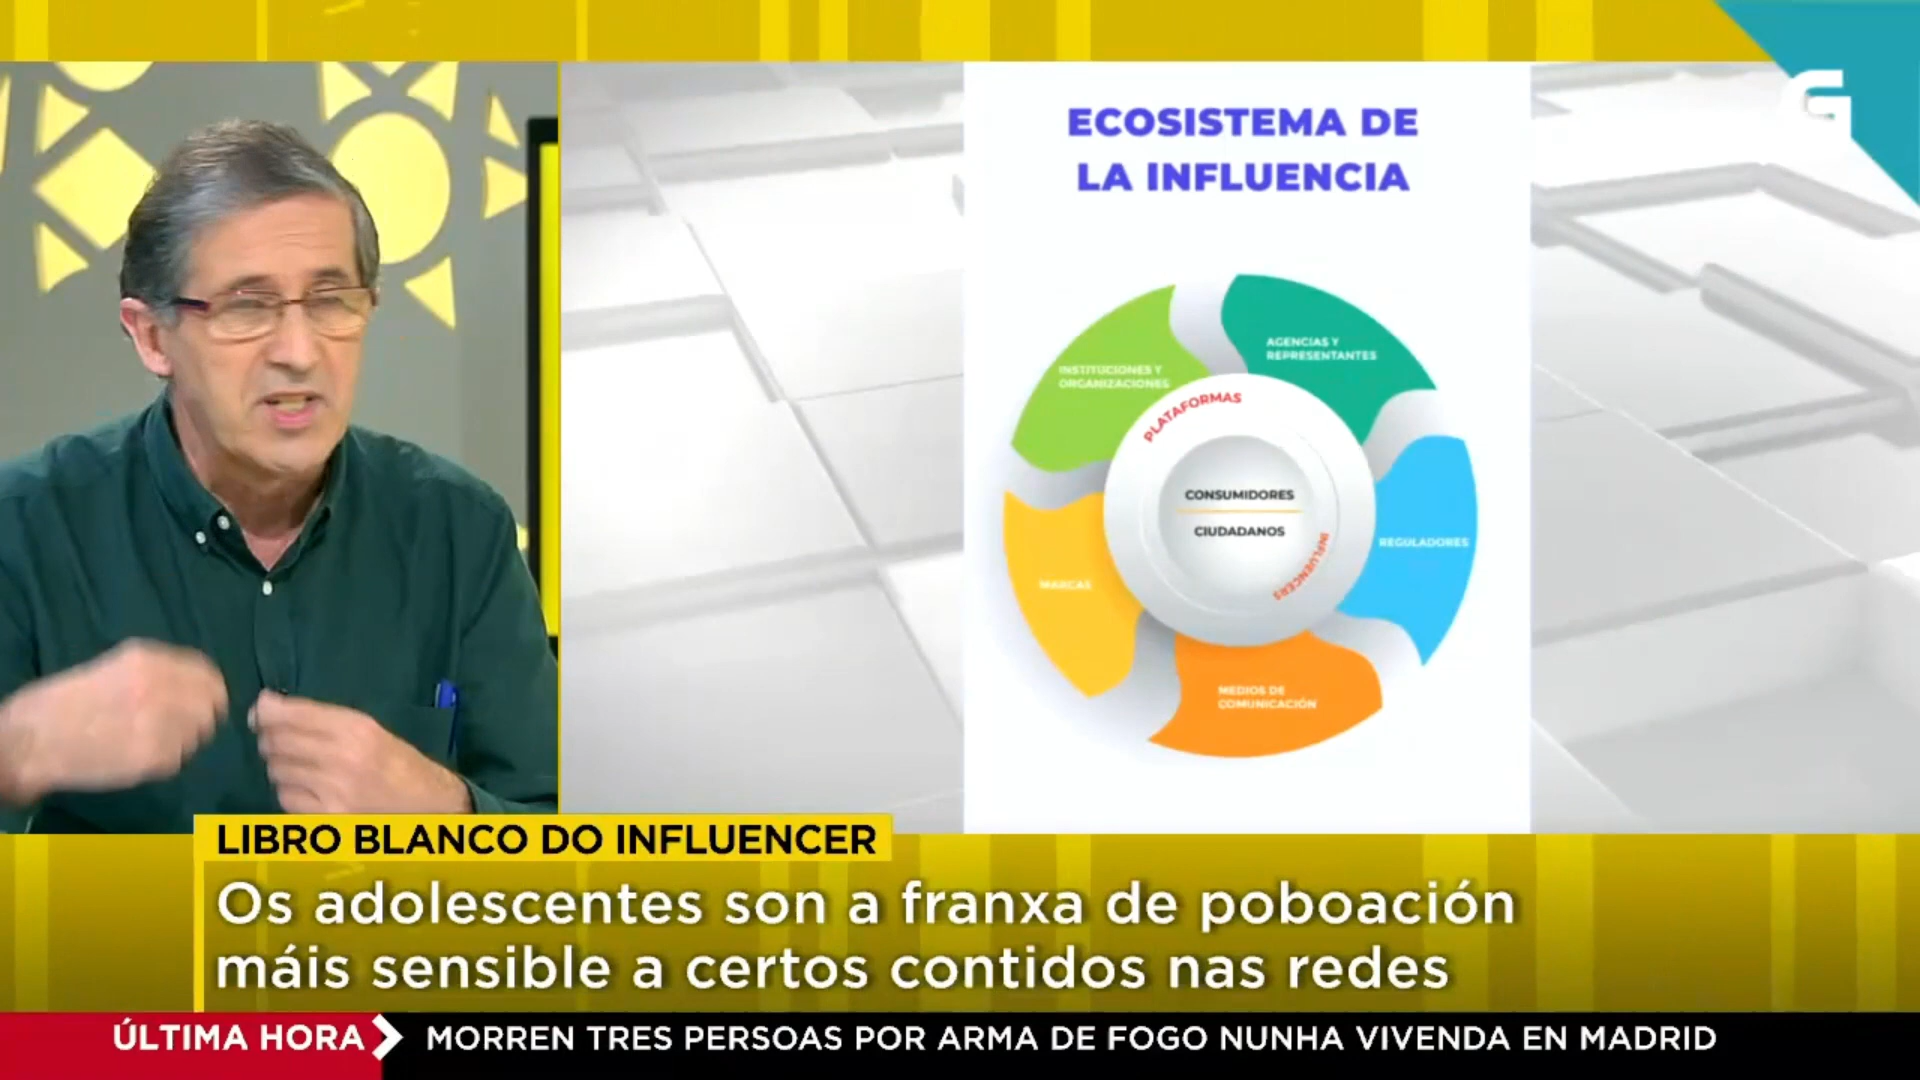 G
ECOSISTEMA DE
LA INFLUENCIA
AGENCIAS Y
REPRESENTANTES
INSTITUCIONES Y
ORGANIZACIONES
PLATAFORMAS
CONSUMIDORES
CIUDADANOS
INFLUENCERS
REGULADORES
MARCAS
MEDIOS DE
COMUNICACIÓN
LIBRO BLANCO DO INFLUENCER
Os adolescentes son a franxa de poboación
máis sensible a certos contidos nas redes
ÚLTIMA HORA
MORREN TRES PERSOAS POR ARMA DE FOGO NUNHA VIVENDA EN MADRID